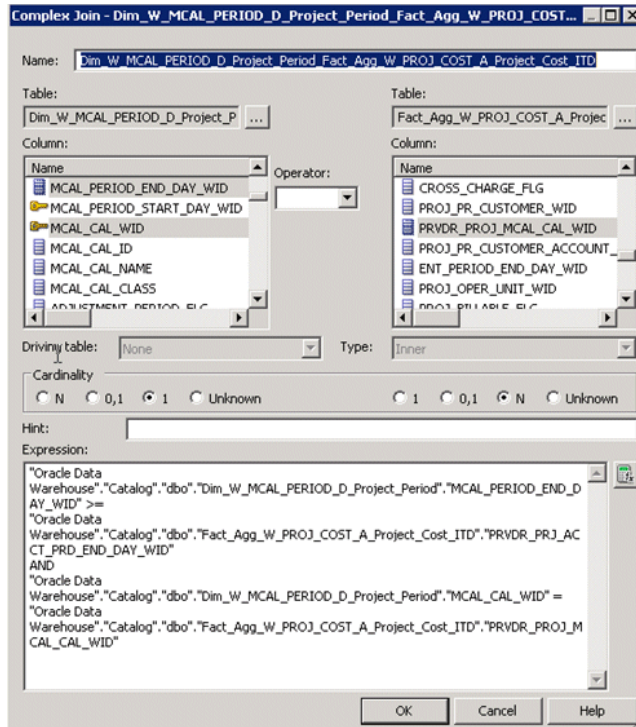 Complex Join - Dim_W_MCAL_PERIOD_D_Project_Period_Fact_Agg_W_PROJ_COST...
Name: Dim_W_MCAL_PERIOD_D_Project_Period_Fact_Agg_W_PROJ_COST_A_Project_Cost_ITD
Table: Table:
Dim_W_MCAL_PERIOD_D_Project_P ... Fact_Agg_W_PROJ_COST_A_Projec ...
Column: Column:
Name Operator: Name
MCAL_PERIOD_END_DAY_WID CROSS_CHARGE_FLG
MCAL_PERIOD_START_DAY_WID PROJ_PR_CUSTOMER_WID
MCAL_CAL_WID PRVDR_PROJ_MCAL_CAL_WID
MCAL_CAL_ID PROJ_PR_CUSTOMER_ACCOUNT_
MCAL_CAL_NAME ENT_PERIOD_END_DAY_WID
MCAL_CAL_CLASS PROJ_OPER_UNIT_WID
ADJUSTMENT_PERIOD_FLG PROJ_BILLABLE_FLG
Driving table: None Type: Inner
Cardinality
N 0,1 1 Unknown 1 0,1 N Unknown
Hint:
Expression:
"Oracle Data
Warehouse"."Catalog"."dbo"."Dim_W_MCAL_PERIOD_D_Project_Period"."MCAL_PERIOD_END_D
AY_WID" >=
"Oracle Data
Warehouse"."Catalog"."dbo"."Fact_Agg_W_PROJ_COST_A_Project_Cost_ITD"."PRVDR_PRJ_AC
CT_PRD_END_DAY_WID"
AND
"Oracle Data
Warehouse"."Catalog"."dbo"."Dim_W_MCAL_PERIOD_D_Project_Period"."MCAL_CAL_WID" =
"Oracle Data
Warehouse"."Catalog"."dbo"."Fact_Agg_W_PROJ_COST_A_Project_Cost_ITD"."PRVDR_PROJ_M
CAL_CAL_WID"
OK Cancel Help